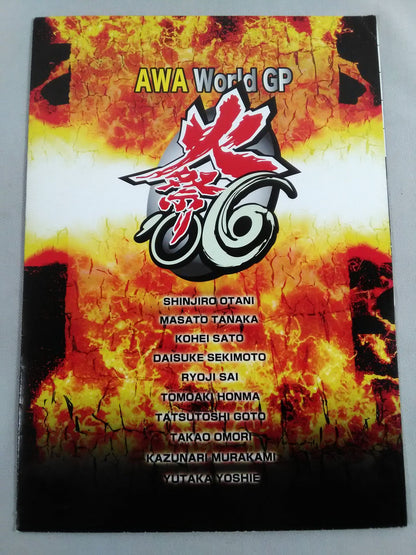 AWA World GP
火祭り
'06
SHINJIRO OTANI
MASATO TANAKA
KOHEI SATO
DAISUKE SEKIMOTO
RYOJI SAI
TOMOAKI HONMA
TATSUTOSHI GOTO
TAKAO OMORI
KAZUNARI MURAKAMI
YUTAKA YOSHIE